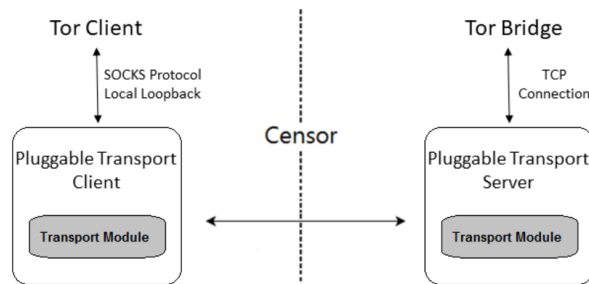 Tor Client
Tor Bridge
SOCKS Protocol
Local Loopback
TCP
Connection
Censor
Pluggable Transport
Client
Pluggable Transport
Server
Transport Module
Transport Module